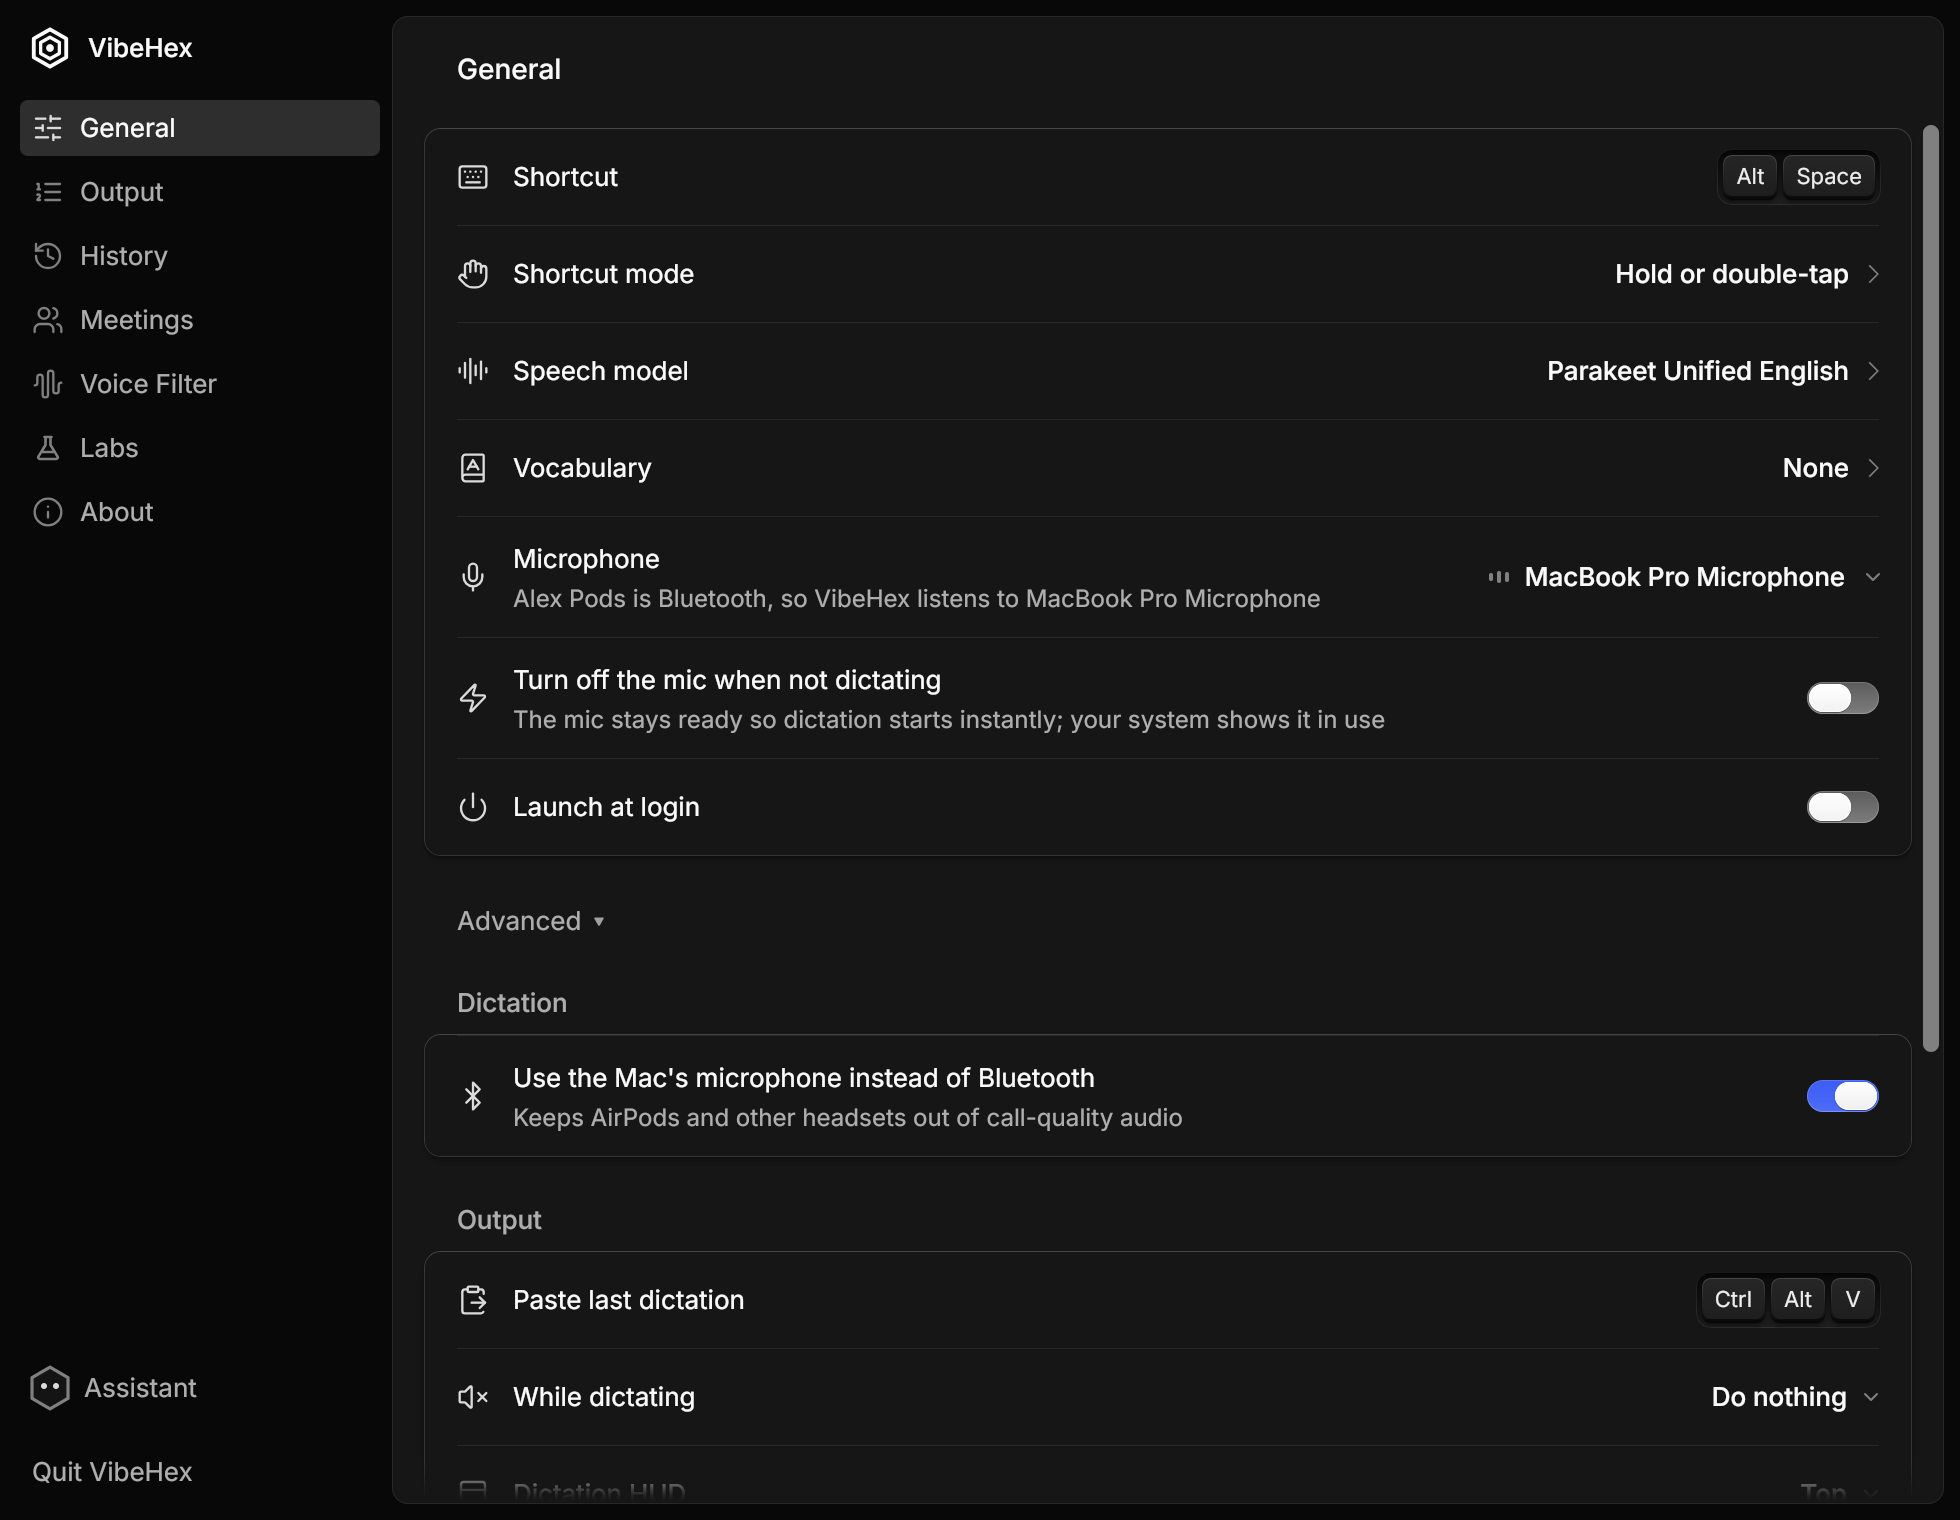 VibeHex
General
Output
History
Meetings
Voice Filter
Labs
About
Assistant
Quit VibeHex
General
Shortcut
Alt Space
Shortcut mode
Hold or double-tap
Speech model
Parakeet Unified English
Vocabulary
None
Microphone
Alex Pods is Bluetooth, so VibeHex listens to MacBook Pro Microphone
MacBook Pro Microphone
Turn off the mic when not dictating
The mic stays ready so dictation starts instantly; your system shows it in use
Launch at login
Advanced
Dictation
Use the Mac's microphone instead of Bluetooth
Keeps AirPods and other headsets out of call-quality audio
Output
Paste last dictation
Ctrl Alt V
While dictating
Do nothing
Dictation HUD
Top